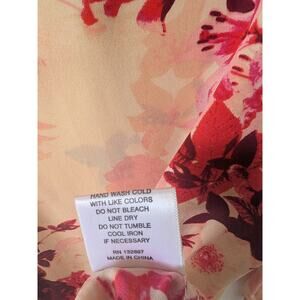 HAND WASH COLD
WITH LIKE COLORS
DO NOT BLEACH
LINE DRY
DO NOT TUMBLE
COOL IRON
IF NECESSARY
RN 132667
MADE IN CHINA